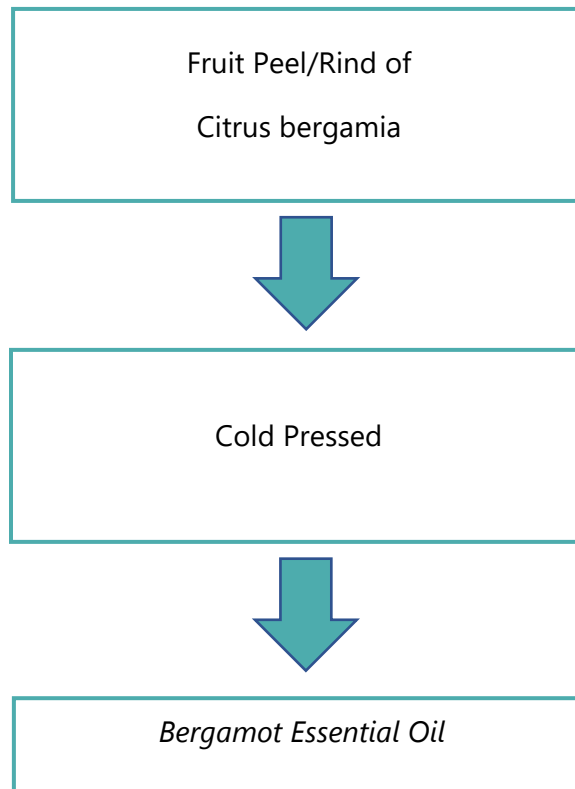 Fruit Peel/Rind of
Citrus bergamia
Cold Pressed
Bergamot Essential Oil